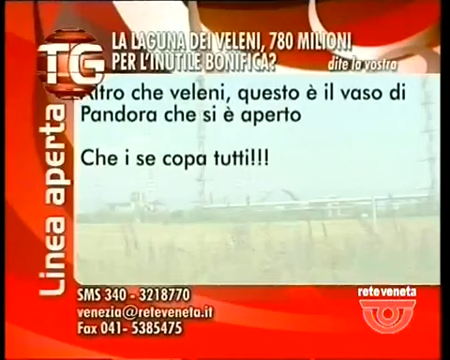 TG
Linea aperta
LA LAGUNA DEI VELENI, 780 MILIONI
PER L'INUTILE BONIFICA?
dite la vostra
Altro che veleni, questo è il vaso di
Pandora che si è aperto
Che i se copa tutti!!!
SMS 340 - 3218770
venezia@reteveneta.it
Fax 041- 5385475
reteveneta